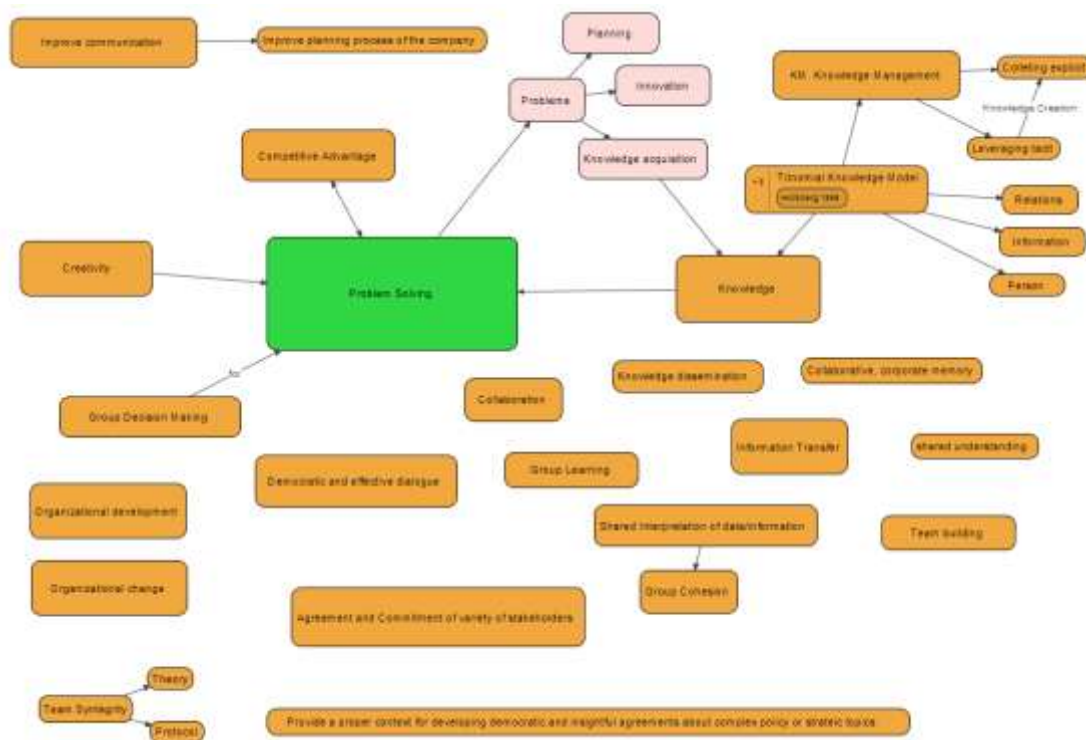 Improve communication
Improve planning process of the company
Planning
Problems
Innovation
Knowledge acquisition
KM. Knowledge Management
Knowledge Creation
Leveraging tacit
Competitive Advantage
Knowledge Model
Relations
Information
Person
Creativity
Problem Solving
Knowledge
for
Group Decision Making
Collaboration
Knowledge dissemination
Collaborative, corporate memory
Democratic and effective dialogue
Group Learning
Information Transfer
shared understanding
Organizational development
Shared Interpretation of data/information
Team building
Organizational change
Group Cohesion
Agreement and Commitment of variety of stakeholders
Theory
Team Syntegrity
Protocol
Provide a proper context for developing democratic and insightful agreements about complex policy or strategic topics